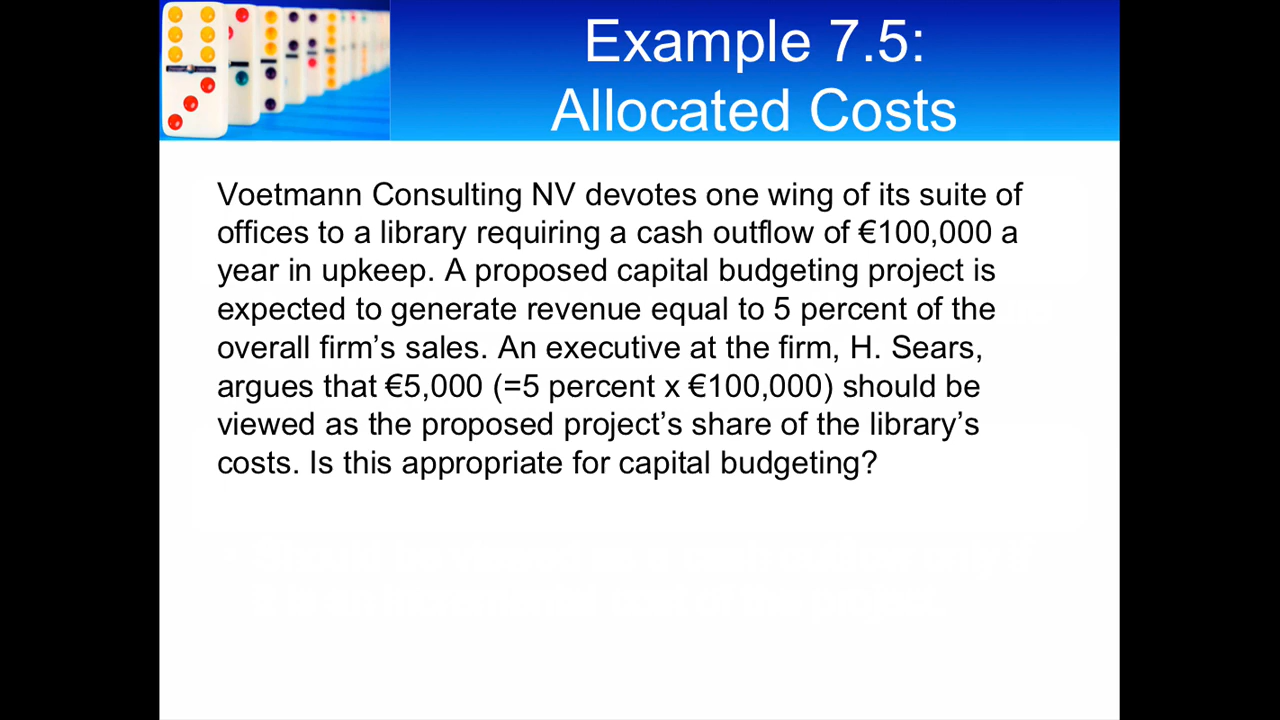 Example 7.5:
Allocated Costs
Voetmann Consulting NV devotes one wing of its suite of
offices to a library requiring a cash outflow of €100,000 a
year in upkeep. A proposed capital budgeting project is
expected to generate revenue equal to 5 percent of the
overall firm’s sales. An executive at the firm, H. Sears,
argues that €5,000 (=5 percent x €100,000) should be
viewed as the proposed project’s share of the library’s
costs. Is this appropriate for capital budgeting?